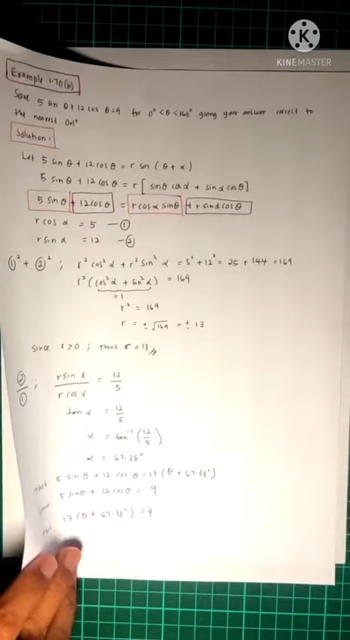 Made with
KINEMASTER
Example 1.70(b)
Solve 5 sin θ + 12 cos θ = 9 for 0° < θ < 360° giving your answer correct to
the nearest 0.1°
Solution :
Let 5 sin θ + 12 cos θ = r sin (θ + α)
5 sin θ + 12 cos θ = r [ sin θ cos α + sin α cos θ ]
5 sin θ + 12 cos θ = r cos α sin θ + r sin α cos θ
r cos α = 5 — ①
r sin α = 12 — ②
①² + ②² ; r² cos² α + r² sin² α = 5² + 12² = 25 + 144 = 169
r² (cos² α + sin² α) = 169
= 1
r² = 169
r = ± √169 = ± 13
Since r > 0 ; Thus r = 13 //
②/① ; r sin α / r cos α = 12/5
tan α = 12/5
α = tan⁻¹ (12/5)
α = 67.38°
5 sin θ + 12 cos θ = 13 (θ + 67.38°)
5 sin θ + 12 cos θ = 9
13 (θ + 67.38°) = 9